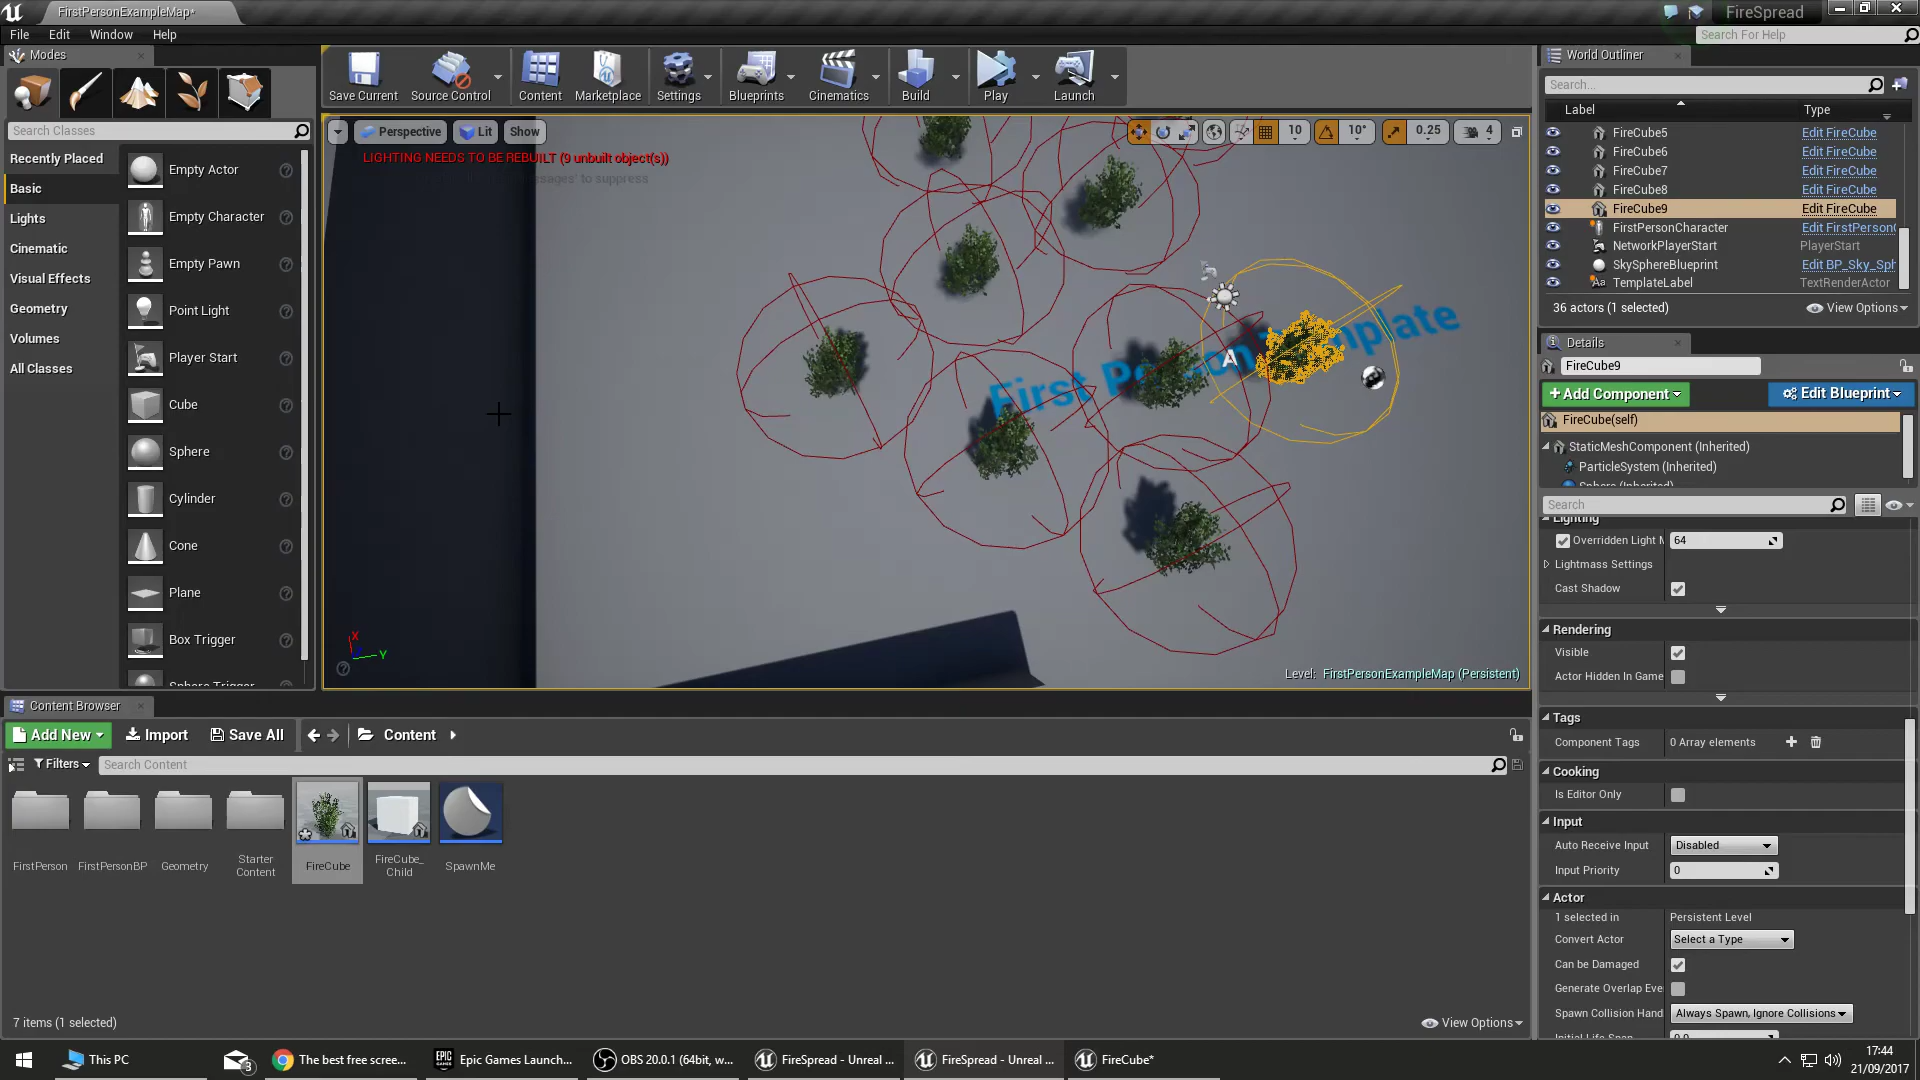 FirstPersonExampleMap*
FireSpread
File Edit Window Help
Search For Help
Modes
Search Classes
Recently Placed
Basic
Lights
Cinematic
Visual Effects
Geometry
Volumes
All Classes
Empty Actor
Empty Character
Empty Pawn
Point Light
Player Start
Cube
Sphere
Cylinder
Cone
Plane
Box Trigger
Sphere Trigger
Save Current
Source Control
Content
Marketplace
Settings
Blueprints
Cinematics
Build
Play
Launch
Perspective Lit Show
10 10° 0.25 4
LIGHTING NEEDS TO BE REBUILT (9 unbuilt object(s))
to suppress
First Person Template
A
X
Y
Level: FirstPersonExampleMap (Persistent)
World Outliner
Search...
Label Type
FireCube5 Edit FireCube
FireCube6 Edit FireCube
FireCube7 Edit FireCube
FireCube8 Edit FireCube
FireCube9 Edit FireCube
FirstPersonCharacter Edit FirstPersonC
NetworkPlayerStart PlayerStart
SkySphereBlueprint Edit BP_Sky_Sph
TemplateLabel TextRenderActor
36 actors (1 selected) View Options
Details
FireCube9
+Add Component Edit Blueprint
FireCube(self)
StaticMeshComponent (Inherited)
ParticleSystem (Inherited)
Sphere (Inherited)
Search
Lighting
Overridden Light M 64
Lightmass Settings
Cast Shadow
Rendering
Visible
Actor Hidden In Game
Tags
Component Tags 0 Array elements
Cooking
Is Editor Only
Input
Auto Receive Input Disabled
Input Priority 0
Actor
1 selected in Persistent Level
Convert Actor Select a Type
Can be Damaged
Generate Overlap Eve
Spawn Collision Hand Always Spawn, Ignore Collisions
Initial Life Span 0.0
Content Browser
Add New Import Save All Content
Filters Search Content
FirstPerson
FirstPersonBP
Geometry
Starter
Content
FireCube
FireCube_
Child
SpawnMe
7 items (1 selected) View Options
This PC
3
The best free scree...
Epic Games Launch...
OBS 20.0.1 (64bit, w...
FireSpread - Unreal ...
FireSpread - Unreal ...
FireCube*
17:44
21/09/2017